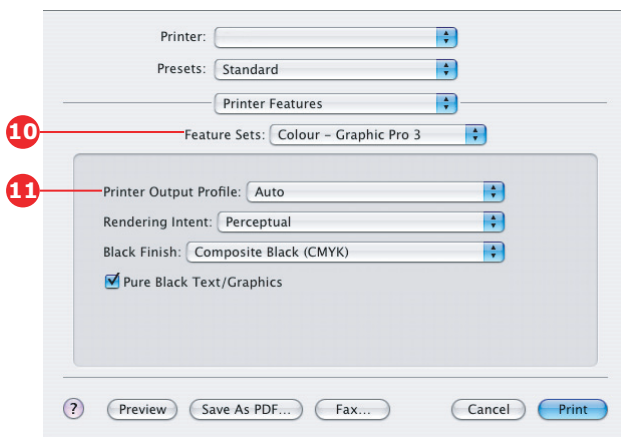 Printer:
Presets: Standard
Printer Features
10 Feature Sets: Colour – Graphic Pro 3
11 Printer Output Profile: Auto
Rendering Intent: Perceptual
Black Finish: Composite Black (CMYK)
Pure Black Text/Graphics
? Preview Save As PDF... Fax... Cancel Print